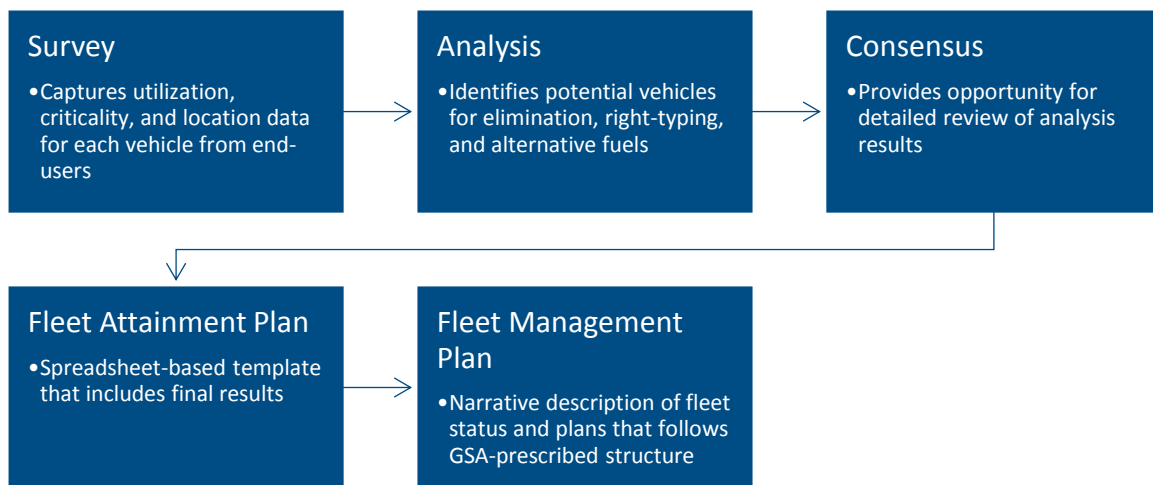 Survey
•Captures utilization,
criticality, and location data
for each vehicle from end-
users
Analysis
•Identifies potential vehicles
for elimination, right-typing,
and alternative fuels
Consensus
•Provides opportunity for
detailed review of analysis
results
Fleet Attainment Plan
•Spreadsheet-based template
that includes final results
Fleet Management
Plan
•Narrative description of fleet
status and plans that follows
GSA-prescribed structure